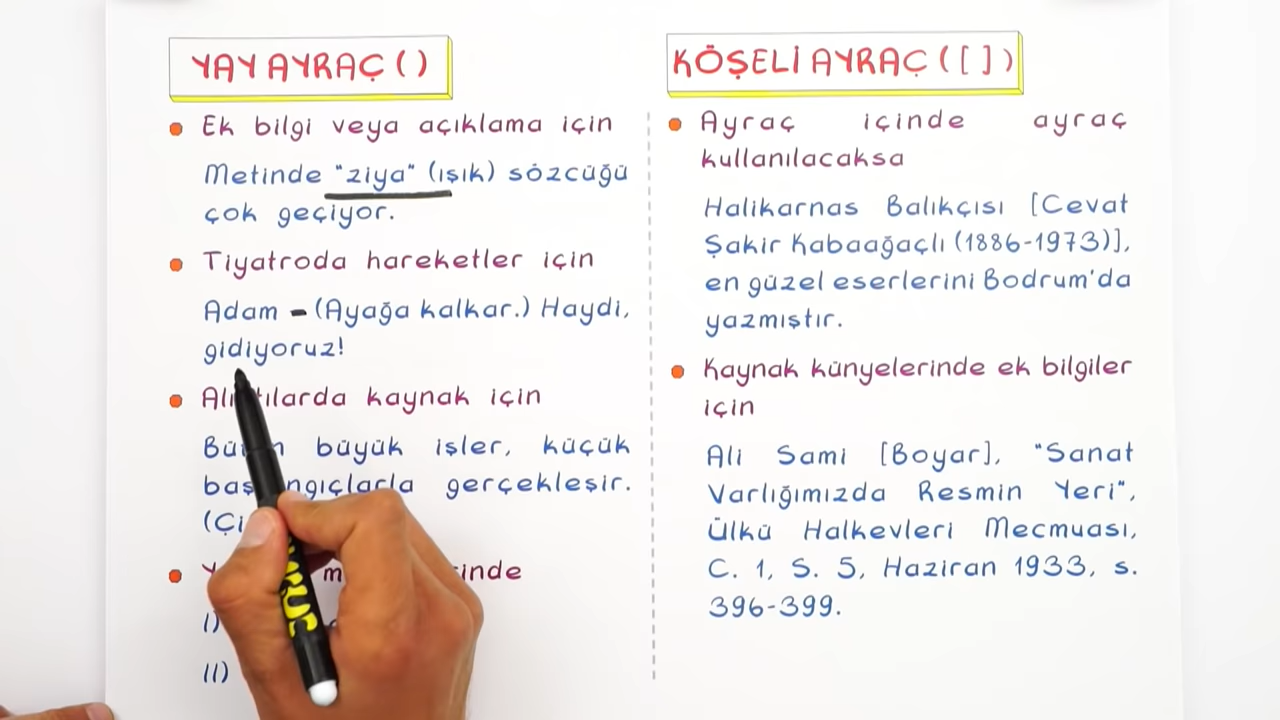 YAY AYRAÇ ( )
Ek bilgi veya açıklama için
Metinde "ziya" (ışık) sözcüğü
çok geçiyor.
Tiyatroda hareketler için
Adam - (Ayağa kalkar.) Haydi,
gidiyoruz!
kaynak için
büyük işler, küçük
gerçekleşir.
I)
II)
KÖŞELİ AYRAÇ ( [ ] )
Ayraç içinde ayraç
kullanılacaksa
Halikarnas Balıkçısı [Cevat
Şakir Kabaağaçlı (1886-1973)],
en güzel eserlerini Bodrum'da
yazmıştır.
Kaynak künyelerinde ek bilgiler
için
Ali Sami [Boyar], "Sanat
Varlığımızda Resmin Yeri",
Ülkü Halkevleri Mecmuası,
C. 1, S. 5, Haziran 1933, s.
396-399.